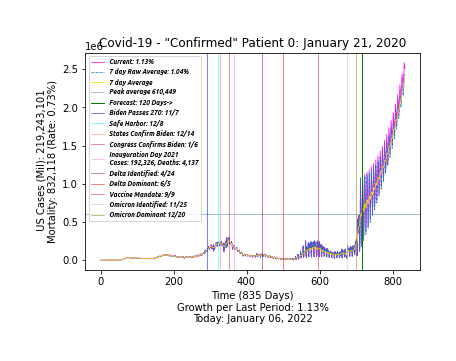 Covid-19 - "Confirmed" Patient 0: January 21, 2020
1e6
2.5
2.0
1.5
1.0
0.5
0.0
US Cases (Mil): 219,243,101
Mortality: 832,118 (Rate: 0.73%)
Current: 1.13%
7 day Raw Average: 1.04%
7 day Average
Peak average 610,449
Forecast: 120 Days->
Biden Passes 270: 11/7
Safe Harbor: 12/8
States Confirm Biden: 12/14
Congress Confirms Biden: 1/6
Inauguration Day 2021
Cases: 192,326, Deaths: 4,137
Delta Identified: 4/24
Delta Dominant: 6/5
Vaccine Mandate: 9/9
Omicron Identified: 11/25
Omicron Dominant 12/20
0 200 400 600 800
Time (835 Days)
Growth per Last Period: 1.13%
Today: January 06, 2022